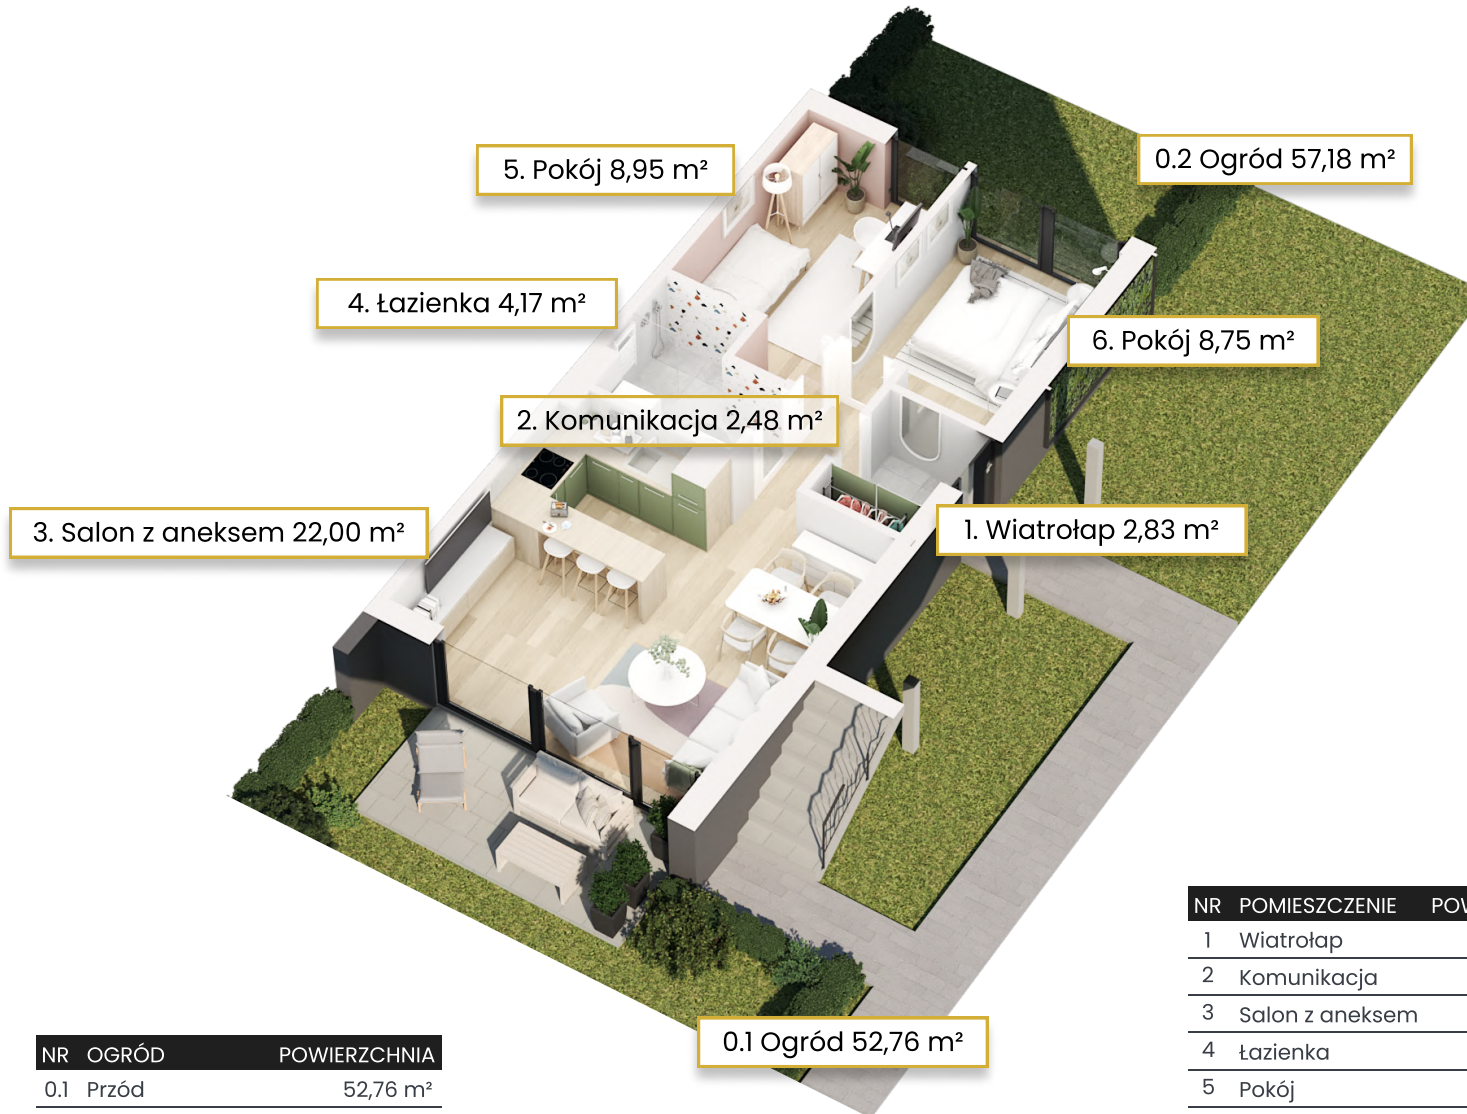 5. Pokój 8,95 m²
0.2 Ogród 57,18 m²
4. Łazienka 4,17 m²
6. Pokój 8,75 m²
2. Komunikacja 2,48 m²
3. Salon z aneksem 22,00 m²
1. Wiatrołap 2,83 m²
0.1 Ogród 52,76 m²
NR OGRÓD POWIERZCHNIA
0.1 Przód 52,76 m²
NR POMIESZCZENIE
1 Wiatrołap
2 Komunikacja
3 Salon z aneksem
4 Łazienka
5 Pokój